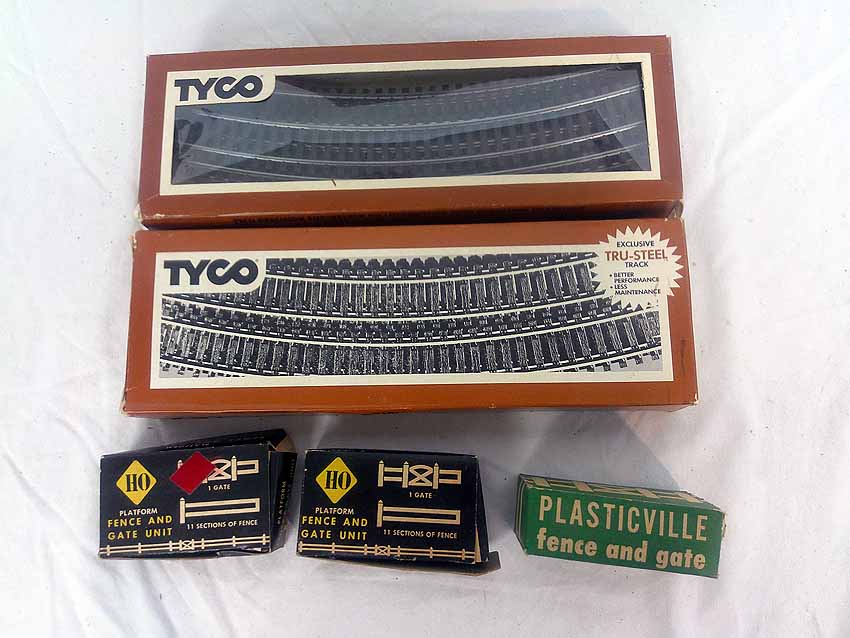 TYCO
TYCO
EXCLUSIVE
TRU-STEEL
TRACK
• BETTER
PERFORMANCE
• LESS
MAINTENANCE
HO
1 GATE
PLATFORM
FENCE AND
GATE UNIT
11 SECTIONS OF FENCE
PLATFORM
HO
1 GATE
PLATFORM
FENCE AND
GATE UNIT
11 SECTIONS OF FENCE
PLASTICVILLE
fence and gate